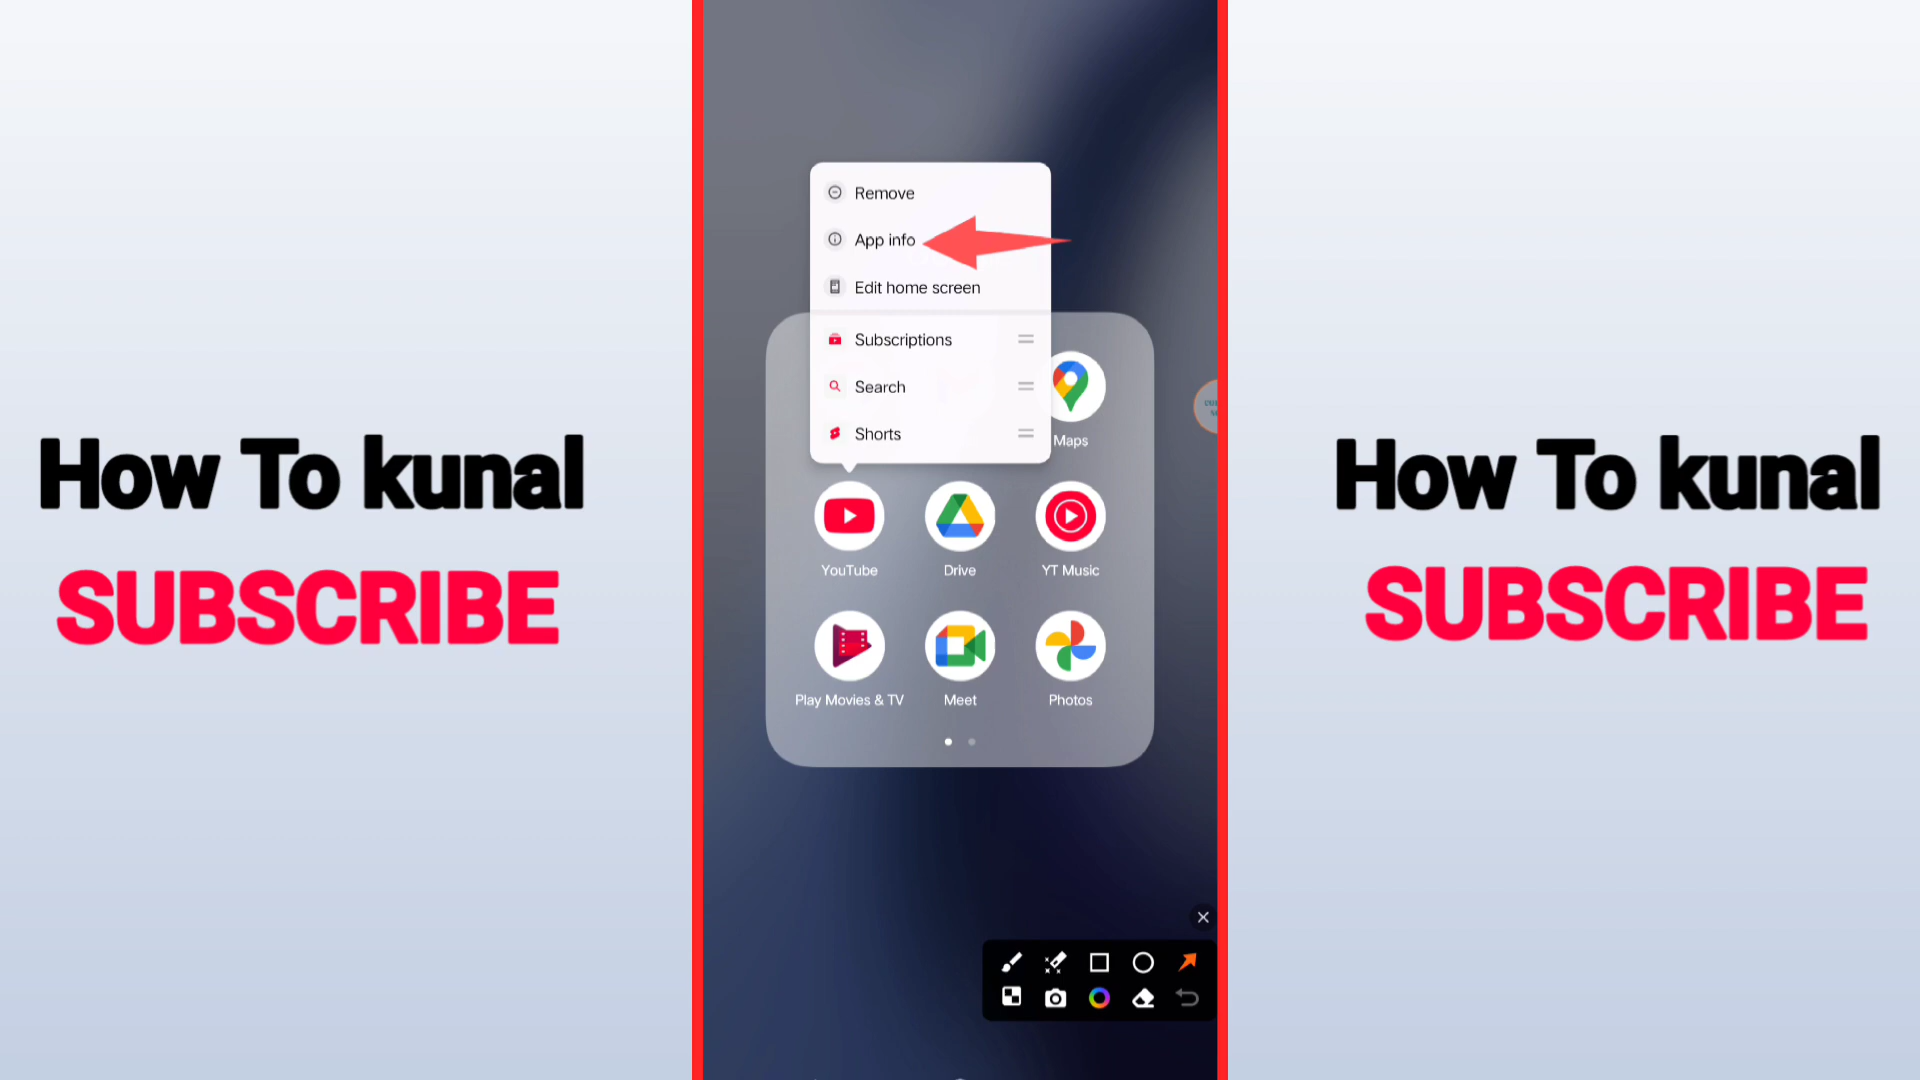 How To kunal
SUBSCRIBE
Remove
App info
Edit home screen
Subscriptions
Search
Shorts
Maps
YouTube
Drive
YT Music
Play Movies & TV
Meet
Photos
How To kunal
SUBSCRIBE